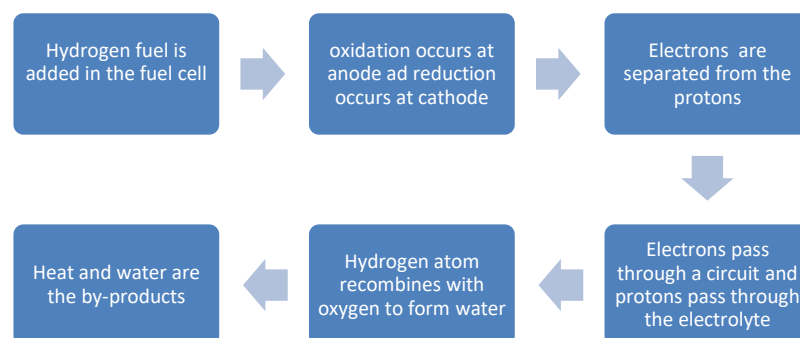 Hydrogen fuel is
added in the fuel cell
oxidation occurs at
anode ad reduction
occurs at cathode
Electrons are
separated from the
protons
Electrons pass
through a circuit and
protons pass through
the electrolyte
Hydrogen atom
recombines with
oxygen to form water
Heat and water are
the by-products